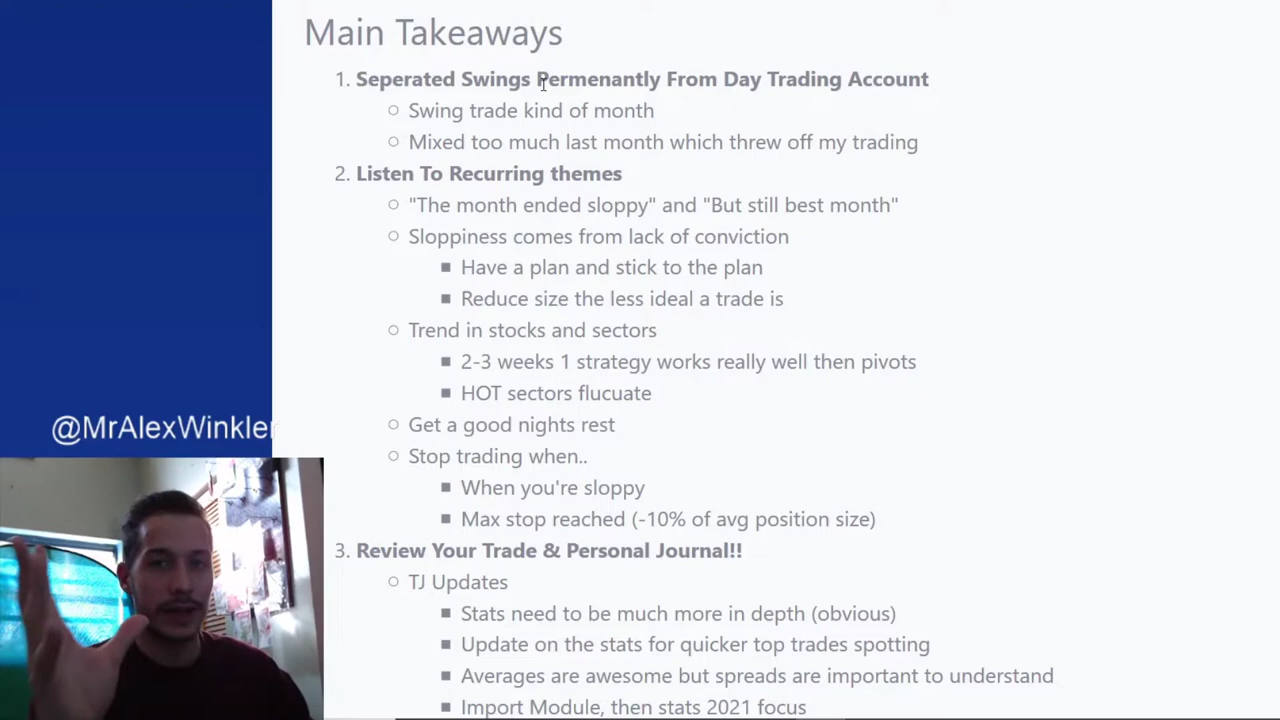 Main Takeaways
1. Seperated Swings Permenantly From Day Trading Account
○ Swing trade kind of month
○ Mixed too much last month which threw off my trading
2. Listen To Recurring themes
○ "The month ended sloppy" and "But still best month"
○ Sloppiness comes from lack of conviction
■ Have a plan and stick to the plan
■ Reduce size the less ideal a trade is
○ Trend in stocks and sectors
■ 2-3 weeks 1 strategy works really well then pivots
■ HOT sectors flucuate
○ Get a good nights rest
○ Stop trading when..
■ When you're sloppy
■ Max stop reached (-10% of avg position size)
3. Review Your Trade & Personal Journal!!
○ TJ Updates
■ Stats need to be much more in depth (obvious)
■ Update on the stats for quicker top trades spotting
■ Averages are awesome but spreads are important to understand
■ Import Module, then stats 2021 focus
@MrAlexWinkler